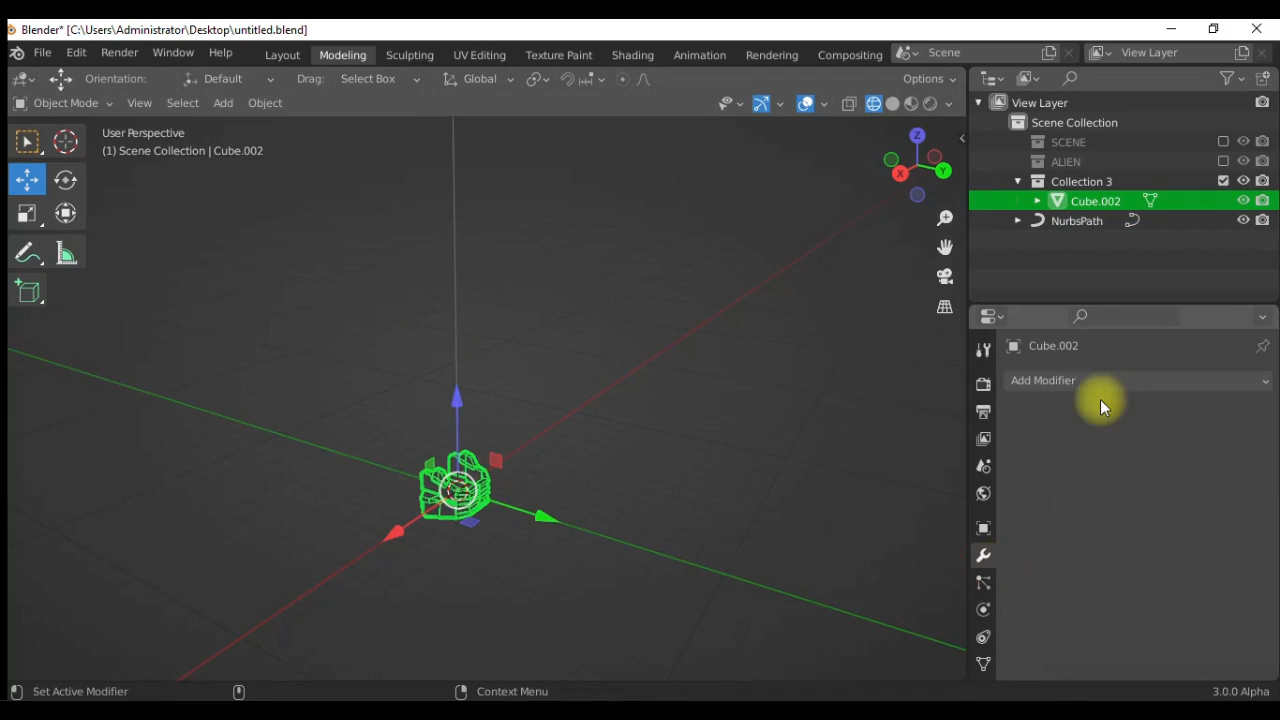 Blender* [C:\Users\Administrator\Desktop\untitled.blend]
File Edit Render Window Help
Layout Modeling Sculpting UV Editing Texture Paint Shading Animation Rendering Compositing
Scene
View Layer
Orientation: Default Drag: Select Box Global Options
Object Mode View Select Add Object
User Perspective
(1) Scene Collection | Cube.002
Z
X
Y
View Layer
Scene Collection
SCENE
ALIEN
Collection 3
Cube.002
NurbsPath
Cube.002
Add Modifier
Set Active Modifier
Context Menu
3.0.0 Alpha